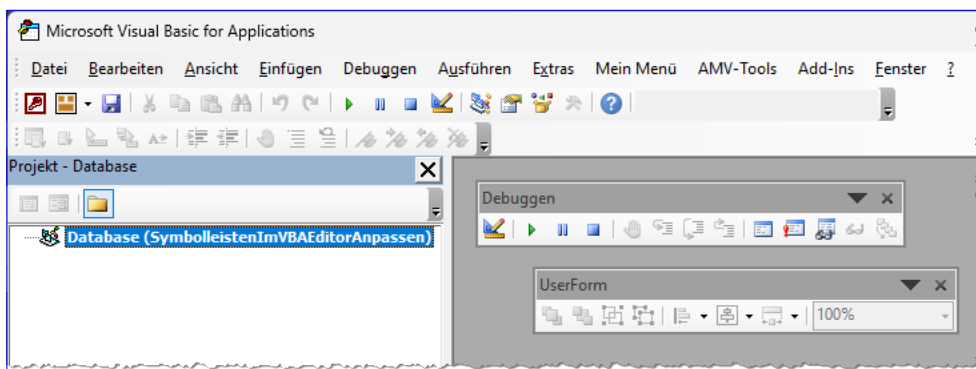 Microsoft Visual Basic for Applications
Datei Bearbeiten Ansicht Einfügen Debuggen Ausführen Extras Mein Menü AMV-Tools Add-Ins Fenster ?
Projekt - Database
Database (SymbolleistenImVBAEditorAnpassen)
Debuggen
UserForm
100%